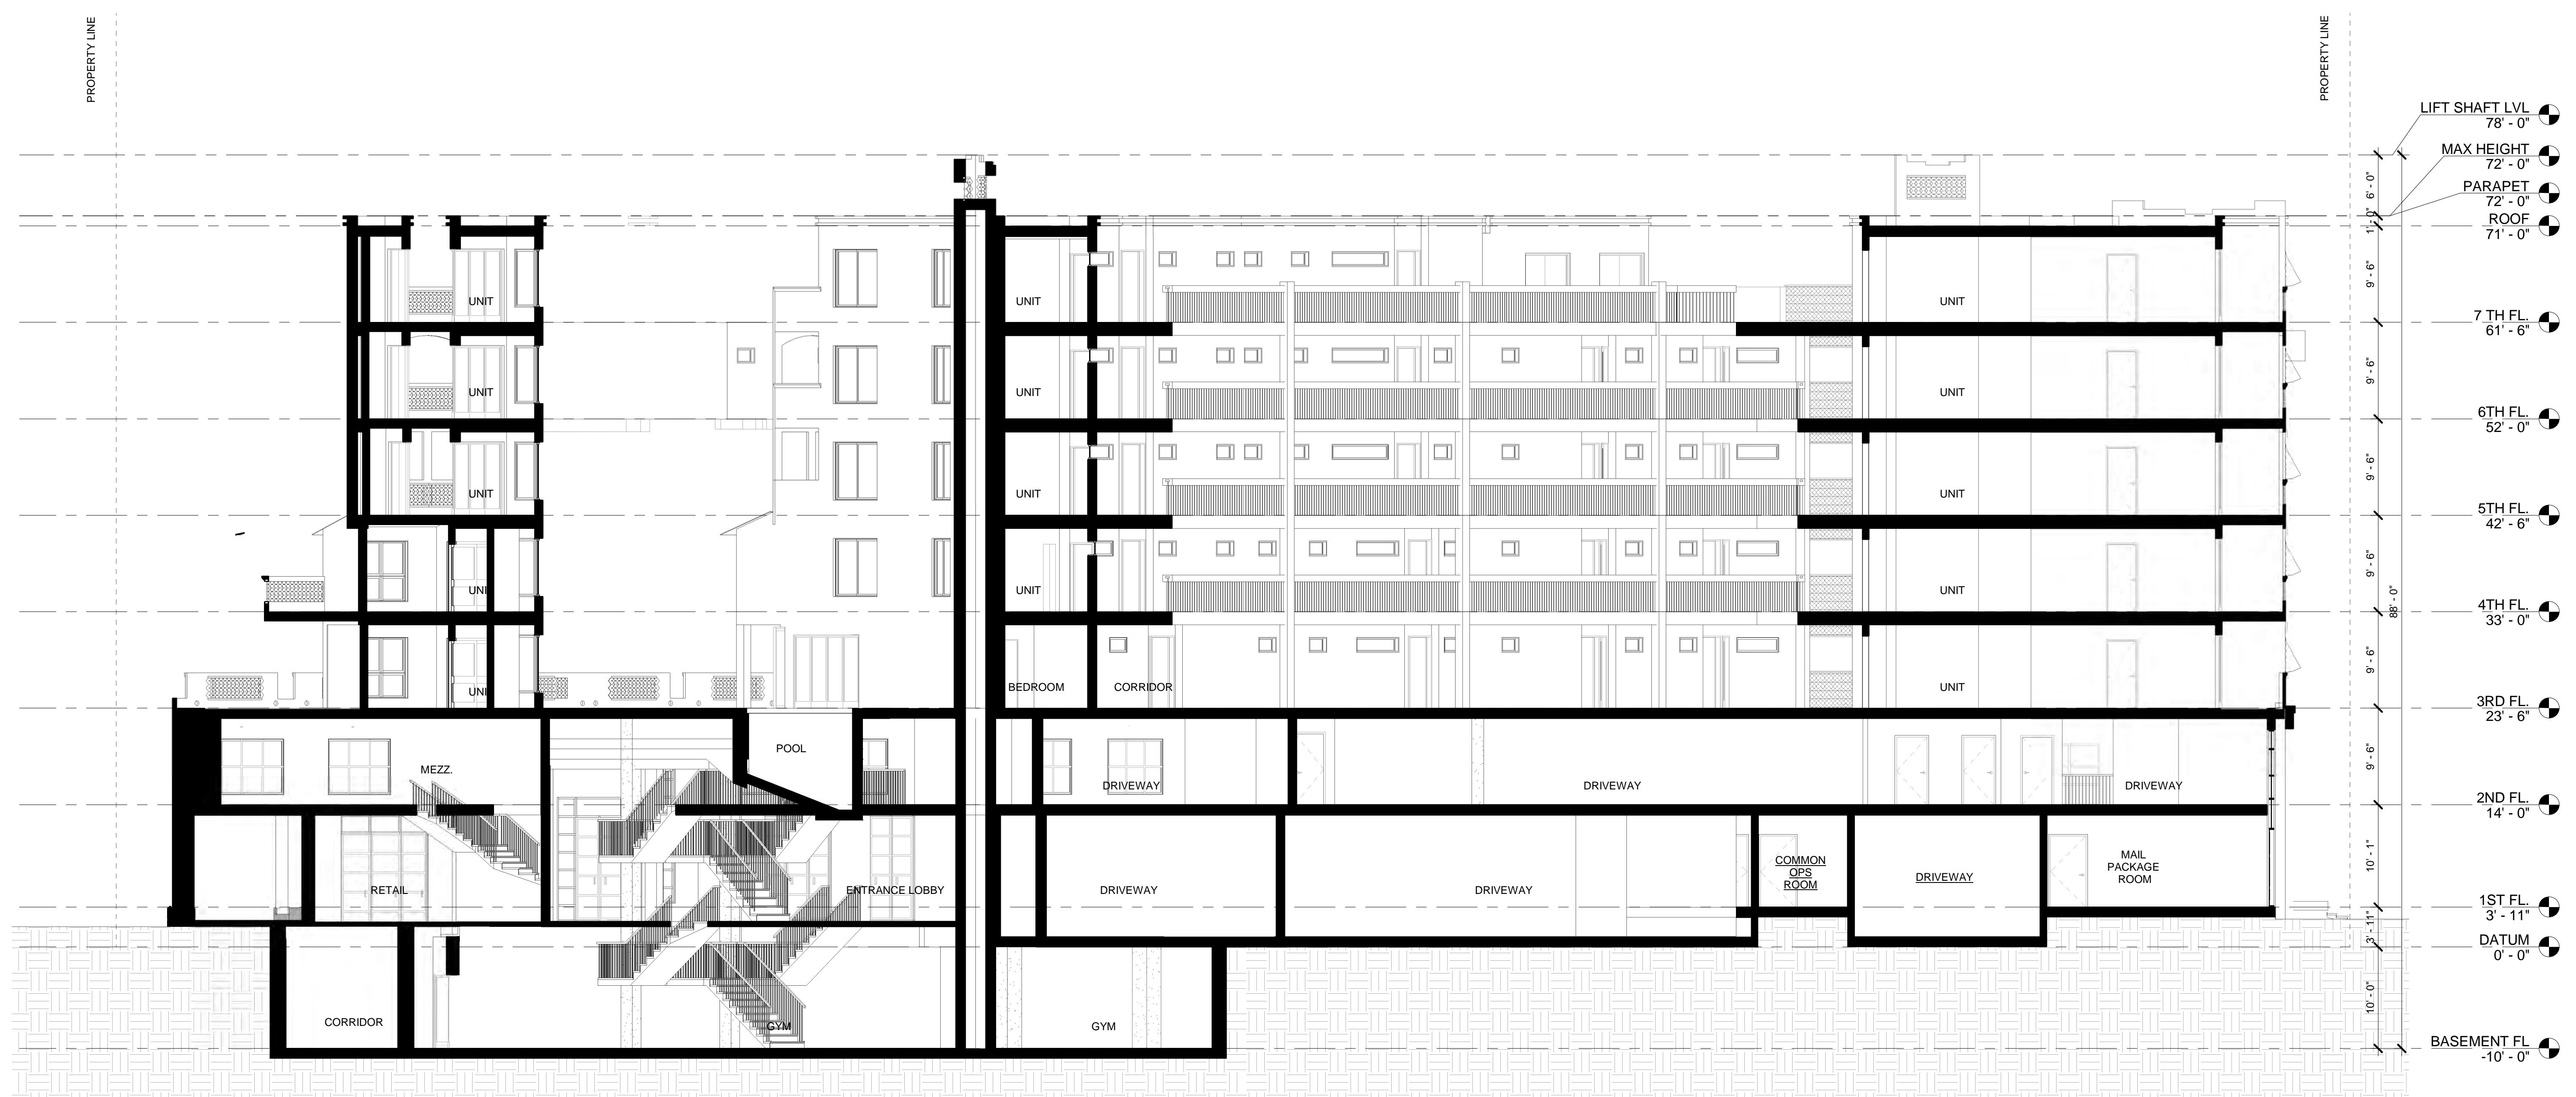 PROPERTY LINE
PROPERTY LINE
LIFT SHAFT LVL
78' - 0"
MAX HEIGHT
72' - 0"
PARAPET
72' - 0"
ROOF
71' - 0"
7 TH FL.
61' - 6"
6TH FL.
52' - 0"
5TH FL.
42' - 6"
4TH FL.
33' - 0"
3RD FL.
23' - 6"
2ND FL.
14' - 0"
1ST FL.
3' - 11"
DATUM
0' - 0"
BASEMENT FL
-10' - 0"
6' - 0"
1' - 0"
9' - 6"
9' - 6"
9' - 6"
9' - 6"
9' - 6"
9' - 6"
10' - 1"
3' - 11"
10' - 0"
88' - 0"
UNIT
UNIT
UNIT
UNIT
UNIT
UNIT
UNIT
UNIT
UNIT
UNI
UNIT
UNIT
UNI
BEDROOM
CORRIDOR
UNIT
MEZZ.
POOL
DRIVEWAY
DRIVEWAY
DRIVEWAY
RETAIL
ENTRANCE LOBBY
DRIVEWAY
DRIVEWAY
COMMON
OPS
ROOM
DRIVEWAY
MAIL
PACKAGE
ROOM
CORRIDOR
GYM
GYM